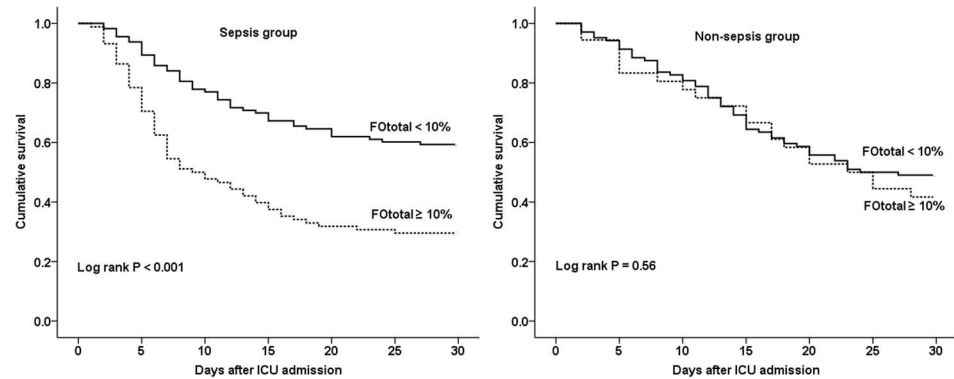 Sepsis group
1.0
0.8
0.6
0.4
0.2
0.0
Cumulative survival
FOtotal < 10%
FOtotal ≥ 10%
Log rank P < 0.001
0 5 10 15 20 25 30
Days after ICU admission
Non-sepsis group
1.0
0.8
0.6
0.4
0.2
0.0
Cumulative survival
FOtotal < 10%
FOtotal ≥ 10%
Log rank P = 0.56
0 5 10 15 20 25 30
Days after ICU admission